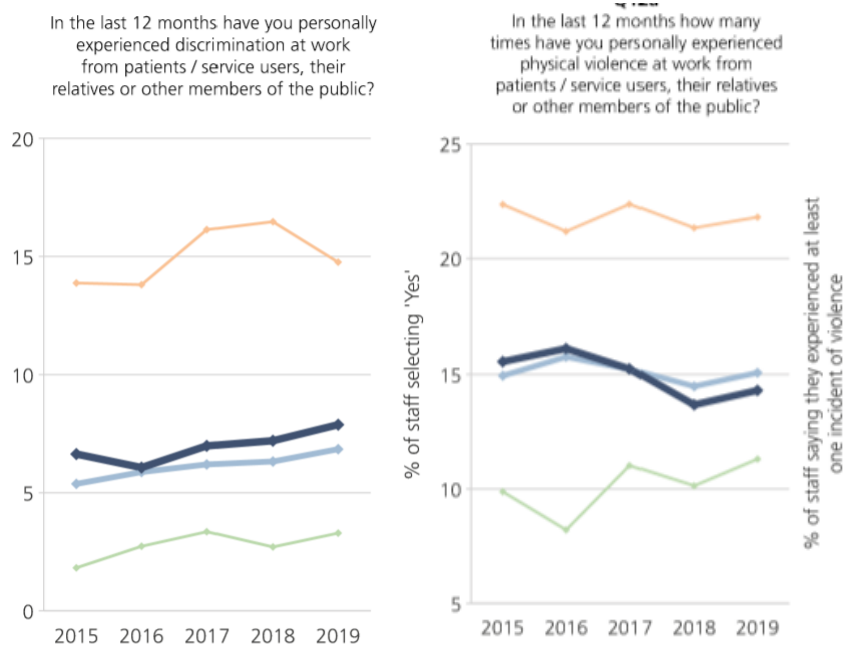 In the last 12 months have you personally
experienced discrimination at work
from patients / service users, their
relatives or other members of the public?
20
15
10
5
0
2015 2016 2017 2018 2019
% of staff selecting 'Yes'
In the last 12 months how many
times have you personally experienced
physical violence at work from
patients / service users, their relatives
or other members of the public?
25
20
15
10
5
2015 2016 2017 2018 2019
% of staff saying they experienced at least
one incident of violence